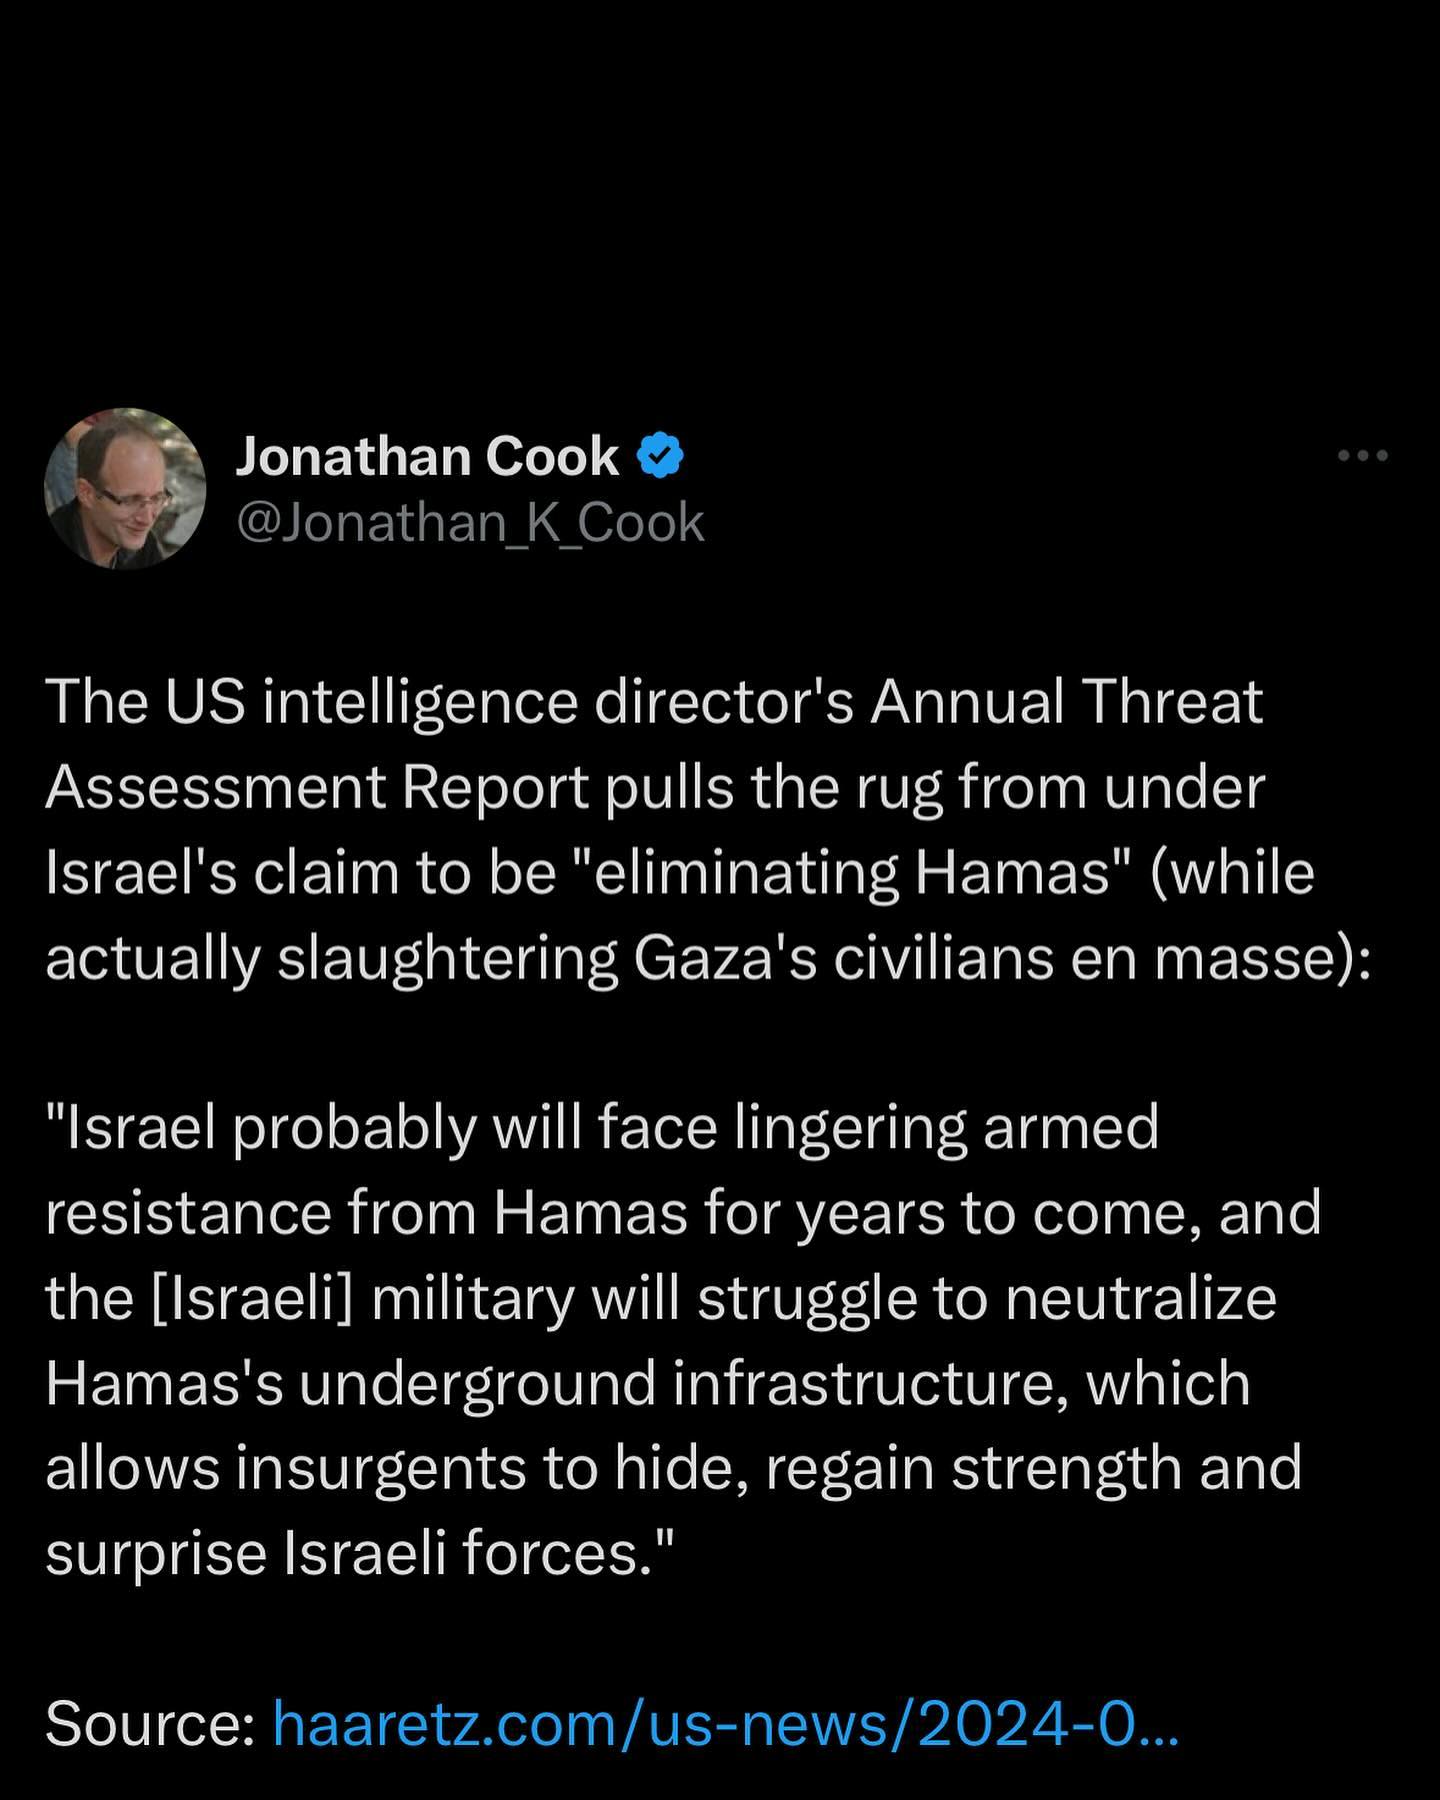 Jonathan Cook
@Jonathan_K_Cook
The US intelligence director's Annual Threat
Assessment Report pulls the rug from under
Israel's claim to be "eliminating Hamas" (while
actually slaughtering Gaza's civilians en masse):
"Israel probably will face lingering armed
resistance from Hamas for years to come, and
the [Israeli] military will struggle to neutralize
Hamas's underground infrastructure, which
allows insurgents to hide, regain strength and
surprise Israeli forces."
Source: haaretz.com/us-news/2024-0...